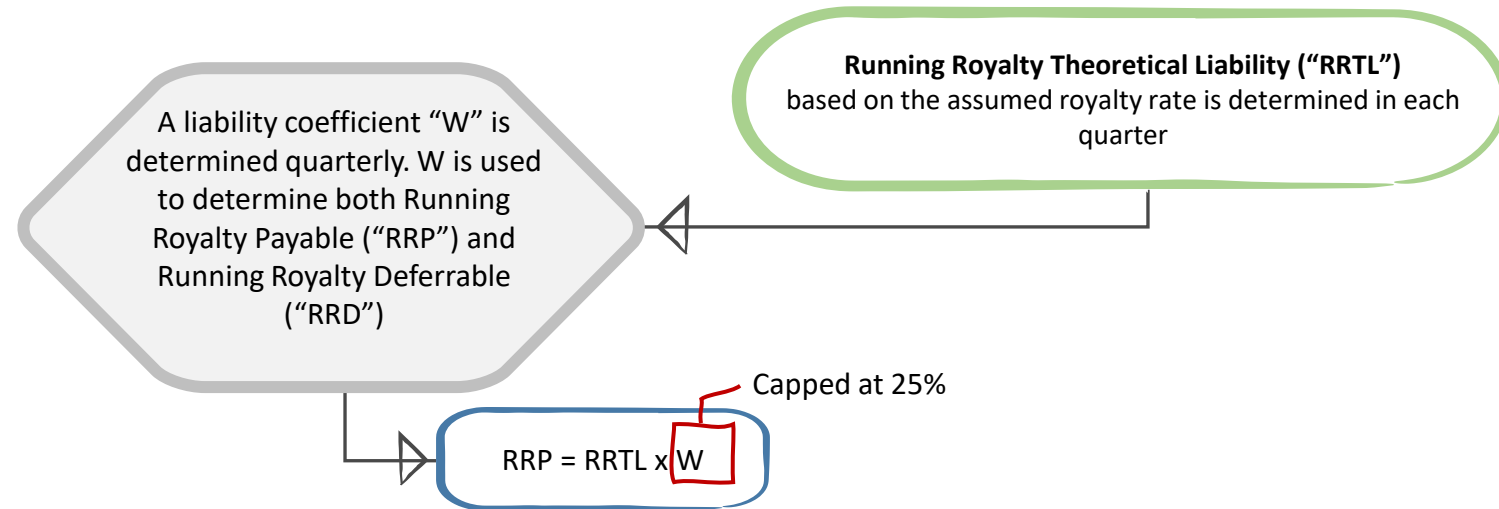 Running Royalty Theoretical Liability (“RRTL”)
based on the assumed royalty rate is determined in each
quarter
A liability coefficient “W” is
determined quarterly. W is used
to determine both Running
Royalty Payable (“RRP”) and
Running Royalty Deferrable
(“RRD”)
Capped at 25%
RRP = RRTL x W